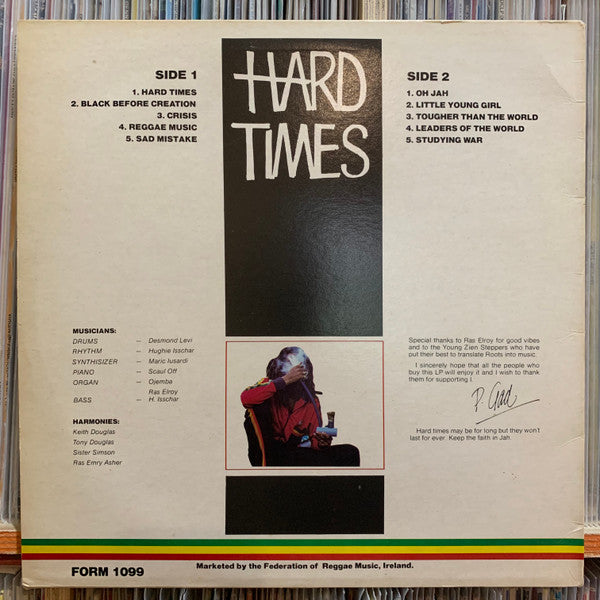 SIDE 1
1. HARD TIMES
2. BLACK BEFORE CREATION
3. CRISIS
4. REGGAE MUSIC
5. SAD MISTAKE
HARD
TIMES
SIDE 2
1. OH JAH
2. LITTLE YOUNG GIRL
3. TOUGHER THAN THE WORLD
4. LEADERS OF THE WORLD
5. STUDYING WAR
MUSICIANS:
DRUMS – Desmond Levi
RHYTHM – Hughie Isschar
SYNTHISIZER – Maric Iusardi
PIANO – Scaul Off
ORGAN – Ojemba
Ras Elroy
BASS – H. Isschar
HARMONIES:
Keith Douglas
Tony Douglas
Sister Simson
Ras Emry Asher
Special thanks to Ras Elroy for good vibes
and to the Young Zien Steppers who have
put their best to translate Roots into music.
I sincerely hope that all the people who
buy this LP will enjoy it and I wish to thank
them for supporting I.
P. Gad
Hard times may be for long but they won't
last for ever. Keep the faith in Jah.
FORM 1099
Marketed by the Federation of Reggae Music, Ireland.